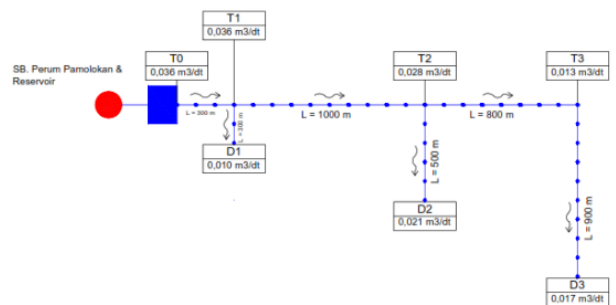 T1
0,036 m3/dt
SB. Perum Pamolokan &
Reservoir
T0
0,036 m3/dt
T2
0,028 m3/dt
T3
0,013 m3/dt
L = 300 m
L = 1000 m
L = 800 m
L = 300 m
D1
0,010 m3/dt
L = 500 m
D2
0,021 m3/dt
L = 900 m
D3
0,017 m3/dt